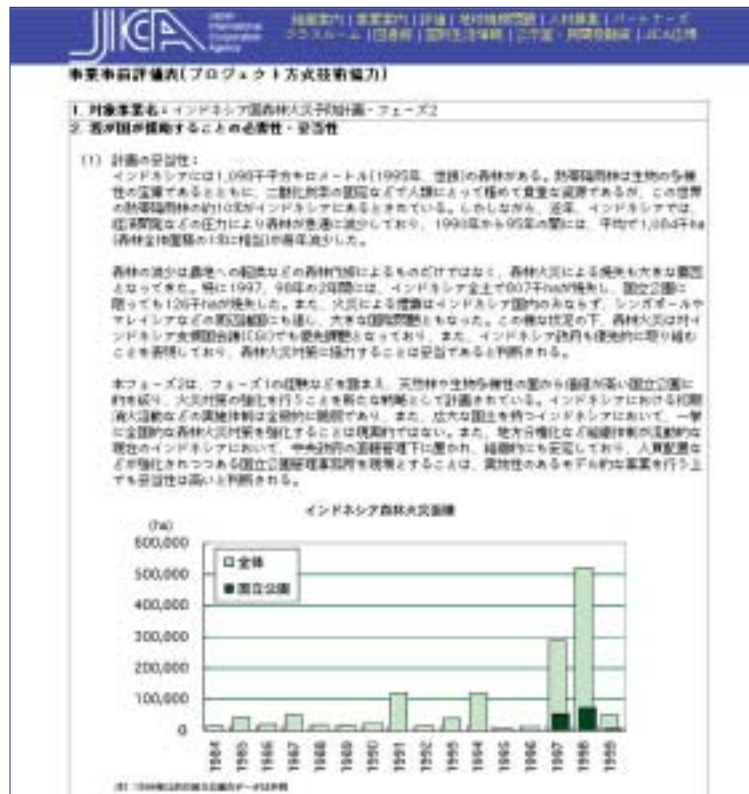 JICA
Japan
International
Cooperation
Agency
事業事前評価表(プロジェクト方式技術協力)
1. 対象事業名:インドネシア国森林火災予防計画・フェーズ2
2. 我が国が援助することの必要性・妥当性
(1) 計画の妥当性:
インドネシアには1,098千平方キロメートル(1995年、世銀)の森林がある。熱帯降雨林は生物の多様
性の宝庫であるとともに、二酸化炭素の固定などで人類にとって極めて貴重な資源であるが、この世界
の熱帯降雨林の約10%がインドネシアにあるとされている。しかしながら、近年、インドネシアでは、
経済開発などの圧力により森林が急速に減少しており、1990年から95年の間には、平均で1,084千ha
(森林全体面積の1%に相当)が毎年減少した。
森林の減少は農地への転換などの森林伐採によるものだけではなく、森林火災による焼失も大きな要因
となってきた。特に1997、98年の2年間には、インドネシア全土で807千haが焼失し、国立公園に
限っても126千haが焼失した。また、火災による煙害はインドネシア国内のみならず、シンガポールや
マレイシアなどの周辺諸国にも達し、大きな国際問題ともなった。この様な状況の下、森林火災は対イ
ンドネシア支援国会議(CGI)でも優先課題となっており、また、インドネシア政府も優先的に取り組む
ことを表明しており、森林火災対策に協力することは妥当であると判断される。
本フェーズ2は、フェーズ1の経験などを踏まえ、天然林や生物多様性の面から価値が高い国立公園に
的を絞り、火災対策の強化を行うことを新たな戦略として計画されている。インドネシアにおける初期
消火活動などの実施体制は全般的に脆弱であり、また、広大な国土を持つインドネシアにおいて、一挙
に全国的な森林火災対策を強化することは現実的ではない。また、地方分権化など組織体制が流動的な
現在のインドネシアにおいて、中央政府の直轄管理下に置かれ、組織的にも安定しており、人員配置な
どが強化されつつある国立公園管理事務所を現場とすることは、実効性のあるモデル的な事業を行う上
でも妥当性は高いと判断される。
インドネシア森林火災面積
(ha)
600,000
500,000
400,000
300,000
200,000
100,000
0
全体
国立公園
1984
1985
1986
1987
1988
1989
1990
1991
1992
1993
1994
1995
1996
1997
1998
1999